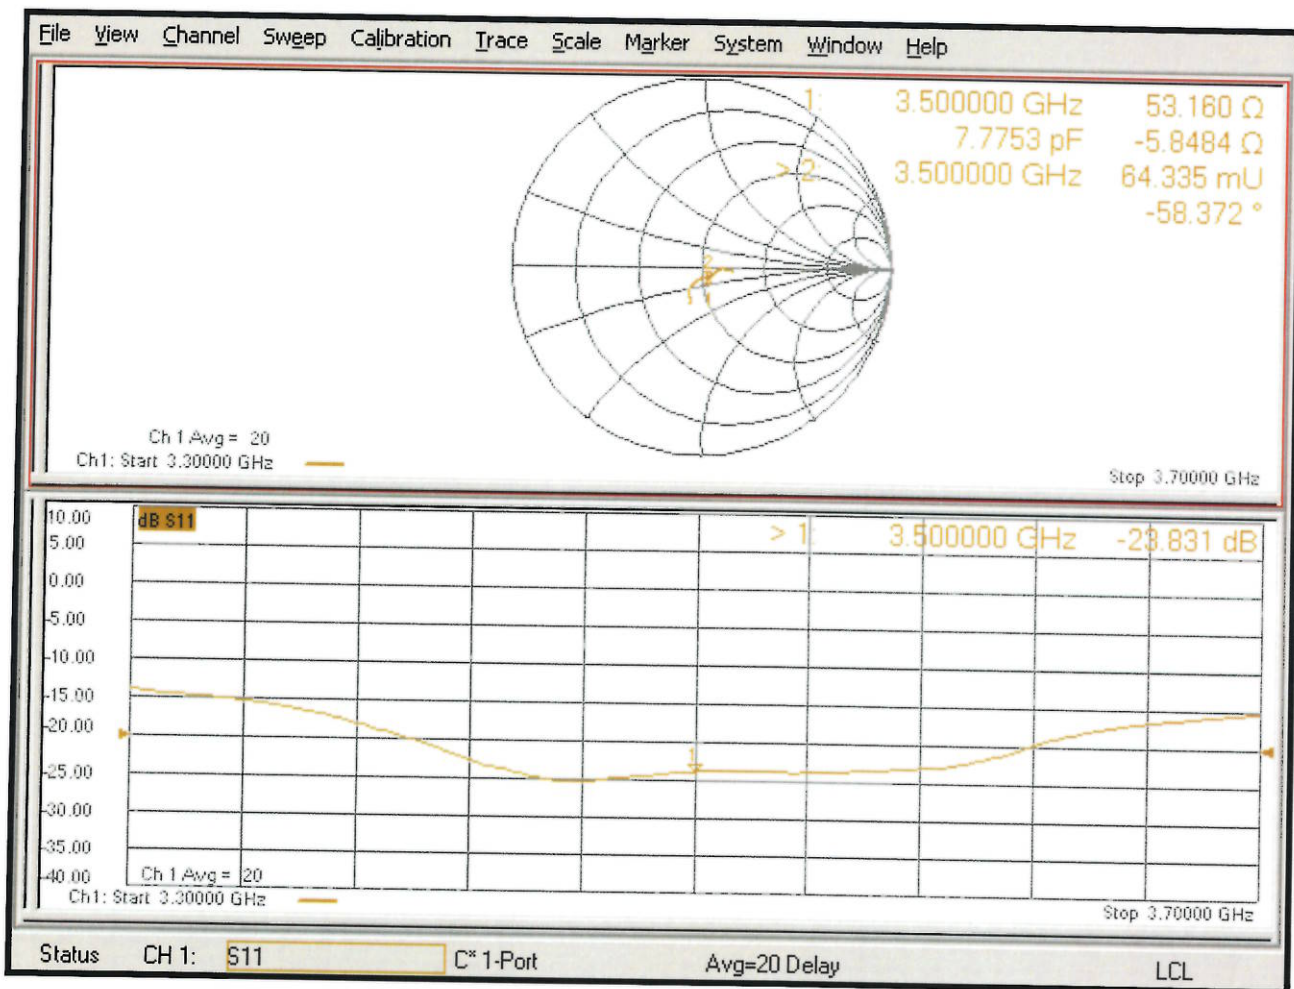 File View Channel Sweep Calibration Trace Scale Marker System Window Help
1: 3.500000 GHz 53.160 Ω
7.7753 pF -5.8484 Ω
> 2: 3.500000 GHz 64.335 mU
-58.372 °
2
1
Ch 1 Avg = 20
Ch1: Start 3.30000 GHz
Stop 3.70000 GHz
10.00
dB S11
> 1: 3.500000 GHz -23.831 dB
5.00
0.00
-5.00
-10.00
-15.00
-20.00
1
-25.00
-30.00
-35.00
-40.00
Ch 1 Avg = 20
Ch1: Start 3.30000 GHz
Stop 3.70000 GHz
Status CH 1: S11 C* 1-Port Avg=20 Delay LCL